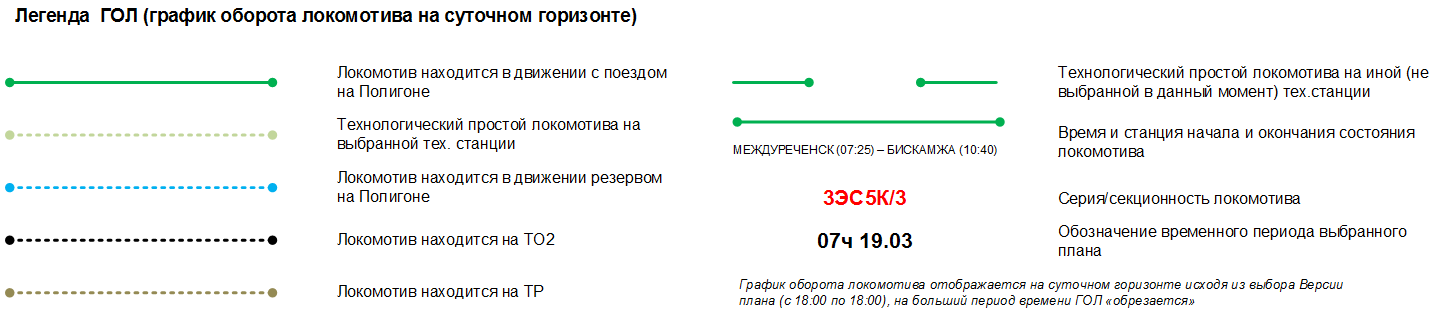 Легенда ГОЛ (график оборота локомотива на суточном горизонте)
Локомотив находится в движении с поездом
на Полигоне
Технологический простой локомотива на
выбранной тех. станции
Локомотив находится в движении резервом
на Полигоне
Локомотив находится на ТО2
Локомотив находится на ТР
Технологический простой локомотива на иной (не
выбранной в данный момент) тех.станции
МЕЖДУРЕЧЕНСК (07:25) – БИСКАМЖА (10:40)
Время и станция начала и окончания состояния
локомотива
3ЭС5К/3
Серия/секционность локомотива
07ч 19.03
Обозначение временного периода выбранного
плана
График оборота локомотива отображается на суточном горизонте исходя из выбора Версии
плана (с 18:00 по 18:00), на больший период времени ГОЛ «обрезается»